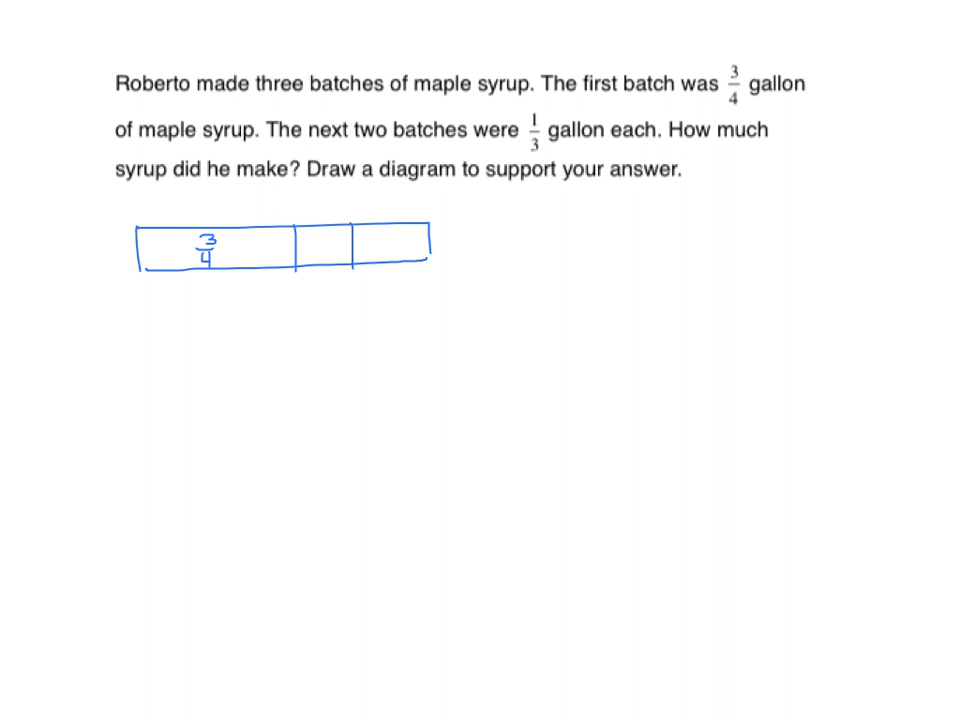 Roberto made three batches of maple syrup. The first batch was 3/4 gallon
of maple syrup. The next two batches were 1/3 gallon each. How much
syrup did he make? Draw a diagram to support your answer.
3/4